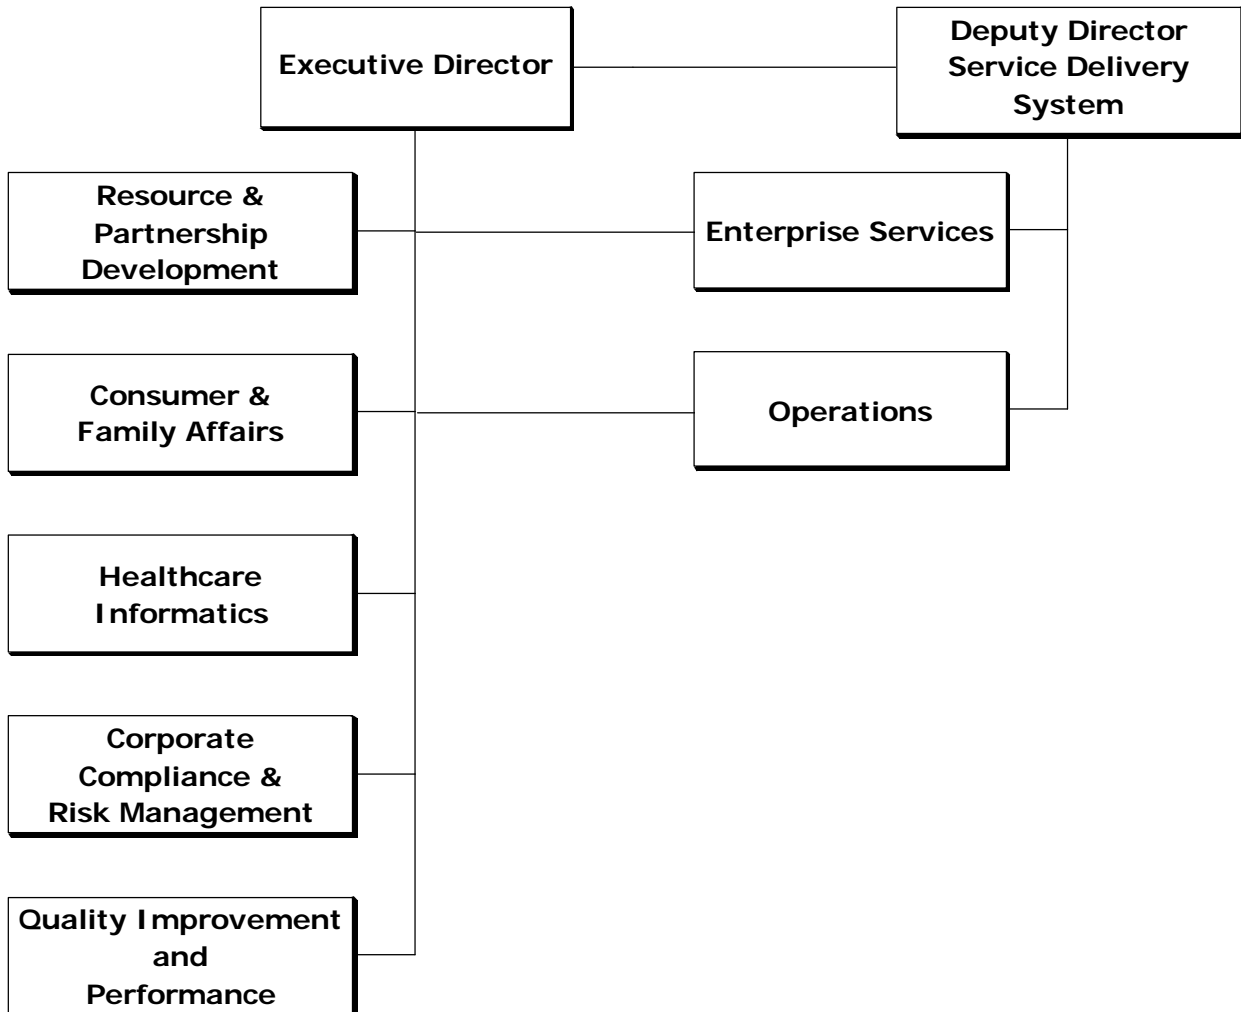 Executive Director
Deputy Director
Service Delivery
System
Resource &
Partnership
Development
Enterprise Services
Consumer &
Family Affairs
Operations
Healthcare
Informatics
Corporate
Compliance &
Risk Management
Quality Improvement
and
Performance